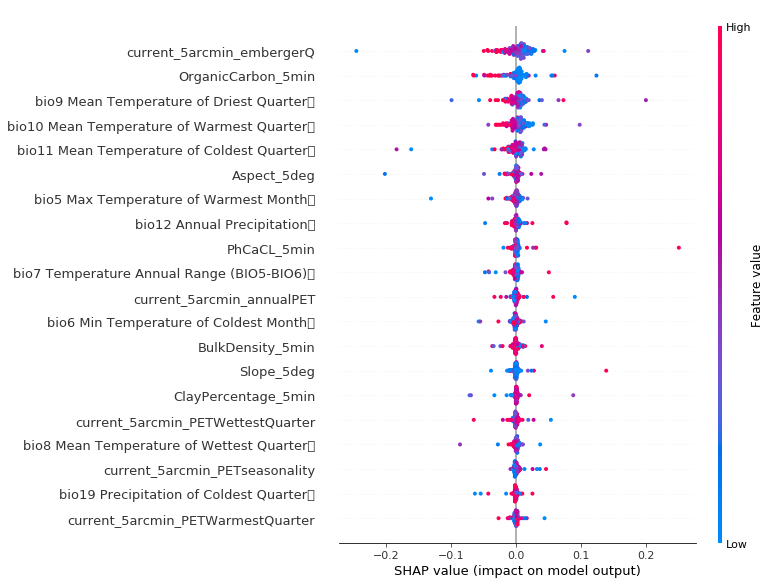 High
current_5arcmin_embergerQ
OrganicCarbon_5min
bio9 Mean Temperature of Driest Quarter
bio10 Mean Temperature of Warmest Quarter
bio11 Mean Temperature of Coldest Quarter
Aspect_5deg
bio5 Max Temperature of Warmest Month
bio12 Annual Precipitation
PhCaCL_5min
bio7 Temperature Annual Range (BIO5-BIO6)
current_5arcmin_annualPET
bio6 Min Temperature of Coldest Month
BulkDensity_5min
Slope_5deg
ClayPercentage_5min
current_5arcmin_PETWettestQuarter
bio8 Mean Temperature of Wettest Quarter
current_5arcmin_PETseasonality
bio19 Precipitation of Coldest Quarter
current_5arcmin_PETWarmestQuarter
Feature value
Low
−0.2 −0.1 0.0 0.1 0.2
SHAP value (impact on model output)